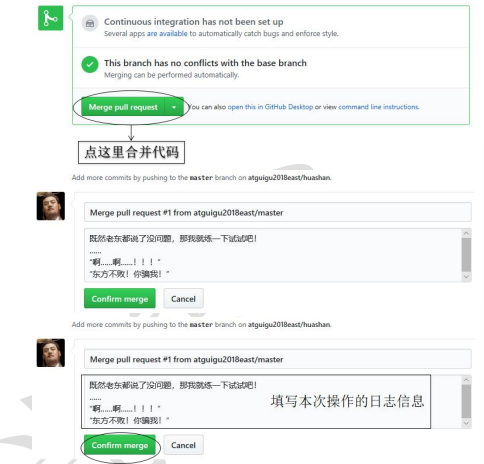 Continuous integration has not been set up
Several apps are available to automatically catch bugs and enforce style.
This branch has no conflicts with the base branch
Merging can be performed automatically.
Merge pull request
You can also open this in GitHub Desktop or view command line instructions.
点这里合并代码
Add more commits by pushing to the master branch on atguigu2018east/huashan.
Merge pull request #1 from atguigu2018east/master
既然老东都说了没问题，那我就练一下试试吧！
......
“啊......啊......！！！”
“东方不败！你骗我！”
Confirm merge Cancel
Add more commits by pushing to the master branch on atguigu2018east/huashan.
Merge pull request #1 from atguigu2018east/master
既然老东都说了没问题，那我就练一下试试吧！
......
“啊......啊......！！！”
填写本次操作的日志信息
“东方不败！你骗我！”
Confirm merge Cancel